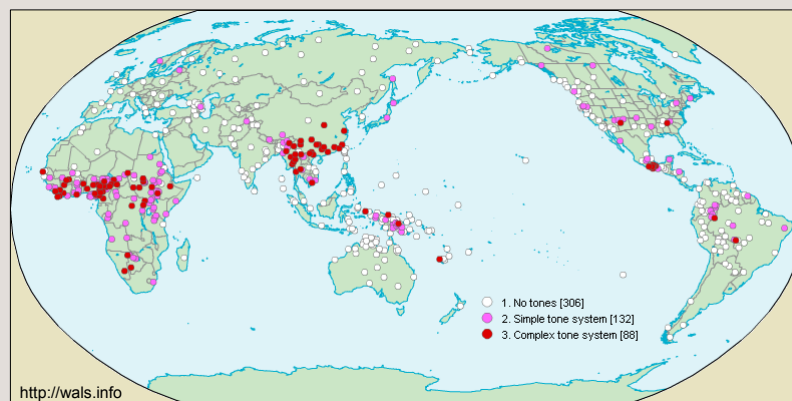 1. No tones [306]
2. Simple tone system [132]
3. Complex tone system [88]
http://wals.info